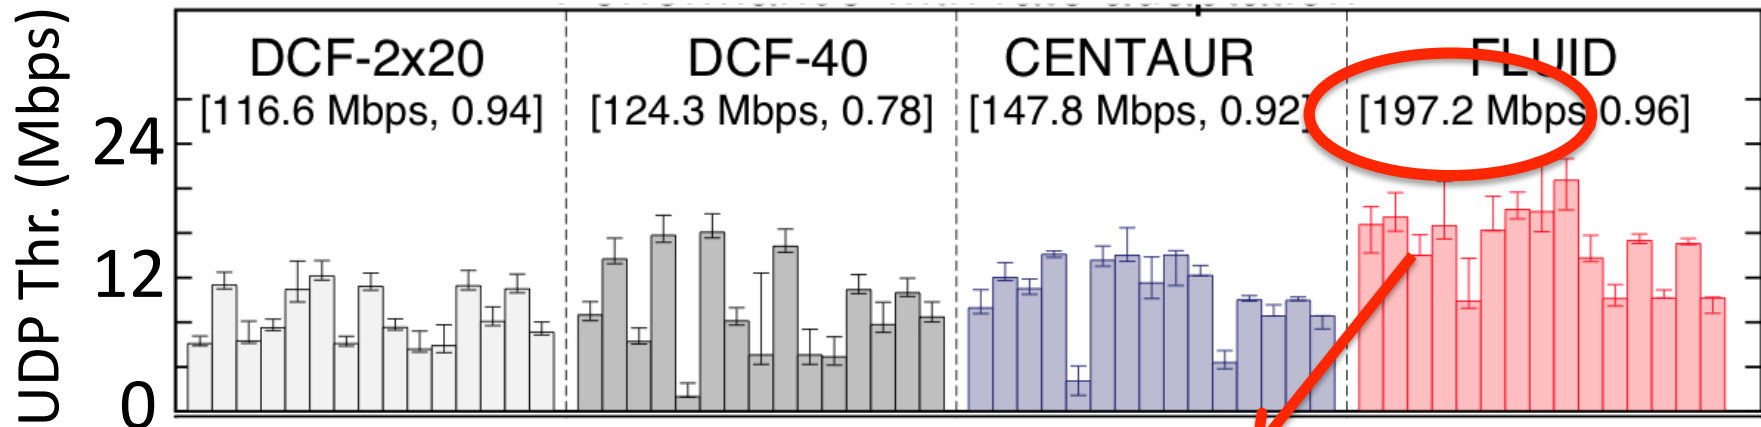 DCF-2x20 DCF-40 CENTAUR FLUID
[116.6 Mbps, 0.94] [124.3 Mbps, 0.78] [147.8 Mbps, 0.92] [197.2 Mbps, 0.96]
UDP Thr. (Mbps)
24
12
0